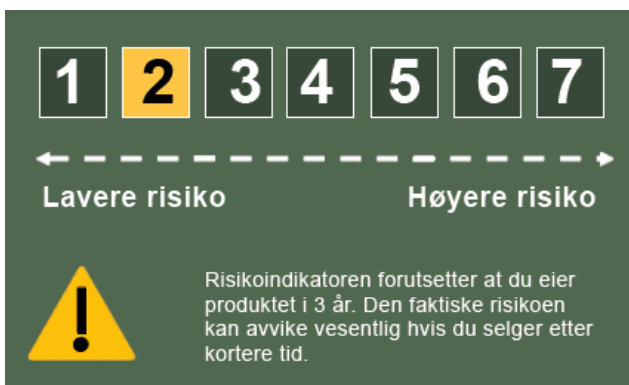 1 2 3 4 5 6 7
Lavere risiko Høyere risiko
Risikoindikatoren forutsetter at du eier
produktet i 3 år. Den faktiske risikoen
kan avvike vesentlig hvis du selger etter
kortere tid.